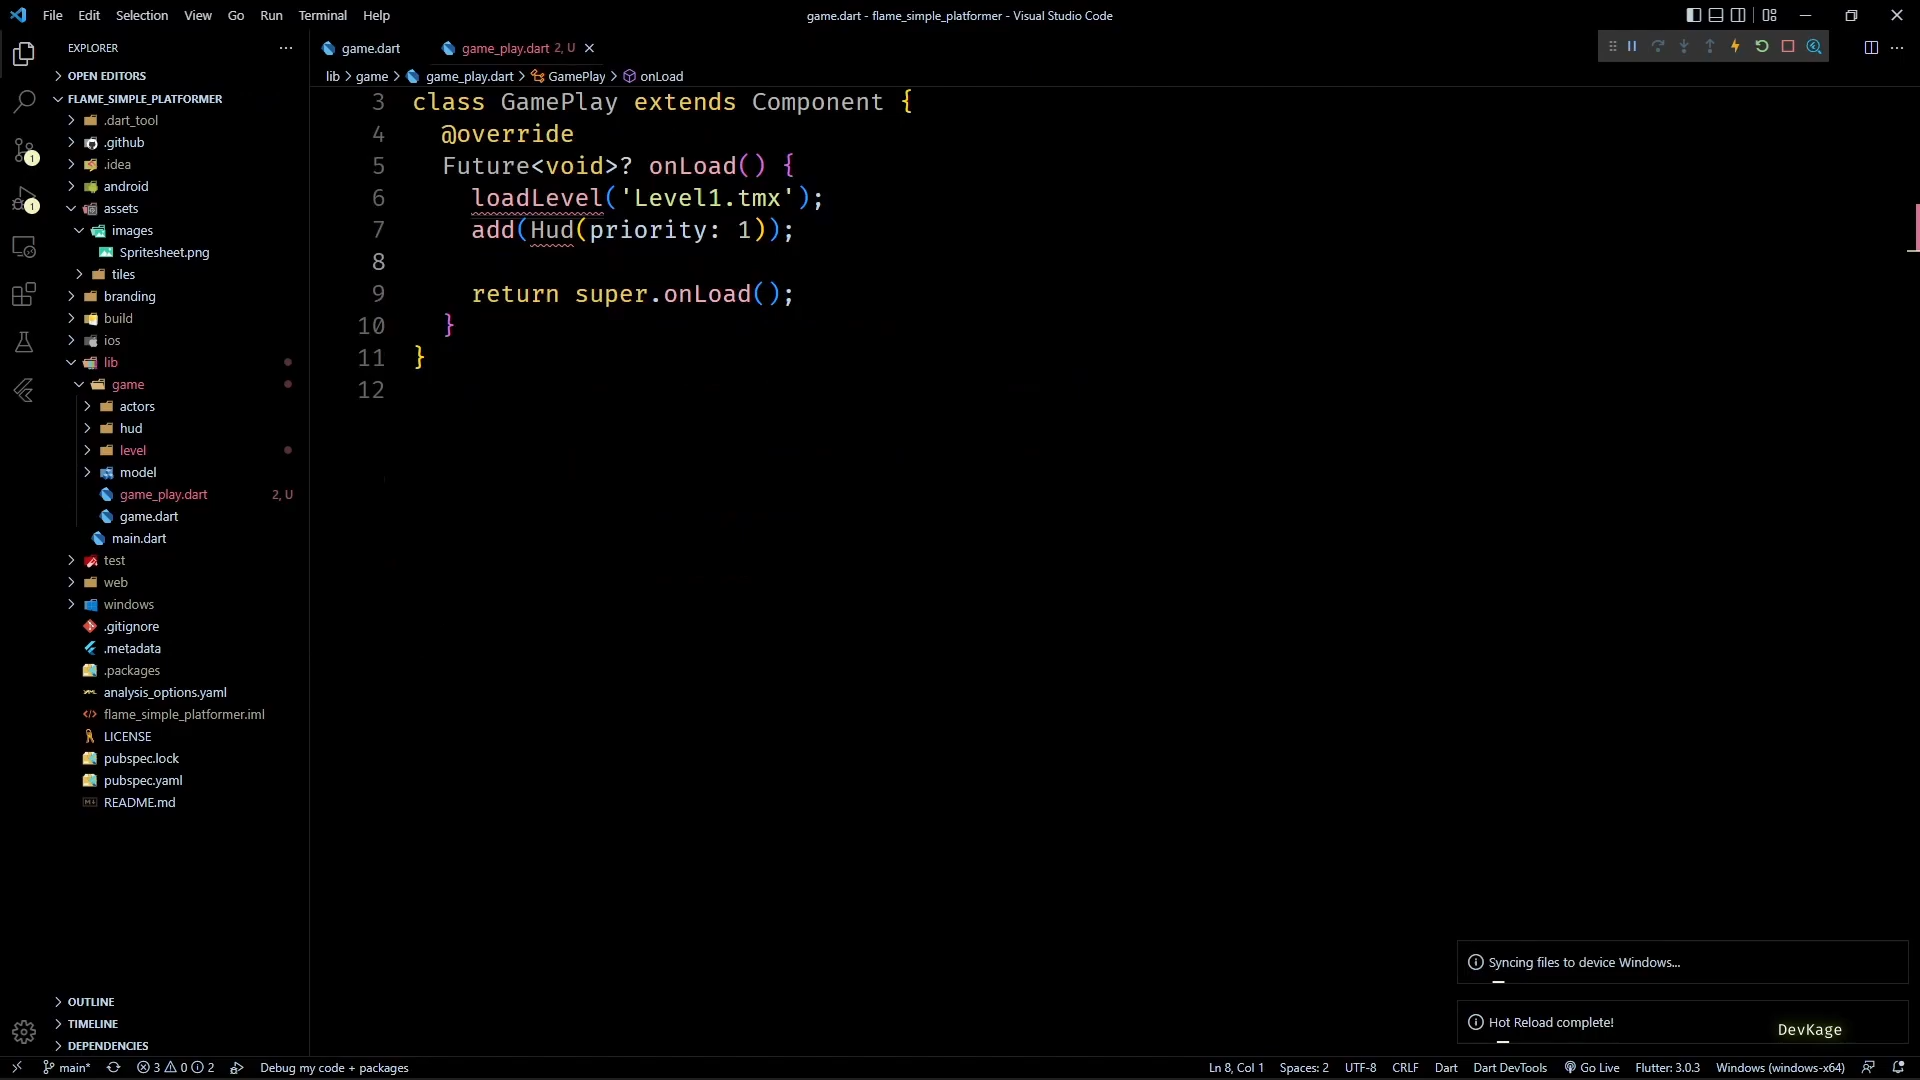 File Edit Selection View Go Run Terminal Help
game.dart - flame_simple_platformer - Visual Studio Code
EXPLORER
OPEN EDITORS
FLAME_SIMPLE_PLATFORMER
.dart_tool
.github
.idea
android
assets
images
Spritesheet.png
tiles
branding
build
ios
lib
game
actors
hud
level
model
game_play.dart 2, U
game.dart
main.dart
test
web
windows
.gitignore
.metadata
.packages
analysis_options.yaml
flame_simple_platformer.iml
LICENSE
pubspec.lock
pubspec.yaml
README.md
OUTLINE
TIMELINE
DEPENDENCIES
1
1
game.dart game_play.dart 2, U
lib > game > game_play.dart > GamePlay > onLoad
3 class GamePlay extends Component {
4 @override
5 Future<void>? onLoad() {
6 loadLevel('Level1.tmx');
7 add(Hud(priority: 1));
8
9 return super.onLoad();
10 }
11 }
12
Syncing files to device Windows...
Hot Reload complete!
DevKage
main* 3 0 2 Debug my code + packages
Ln 8, Col 1 Spaces: 2 UTF-8 CRLF Dart Dart DevTools Go Live Flutter: 3.0.3 Windows (windows-x64)